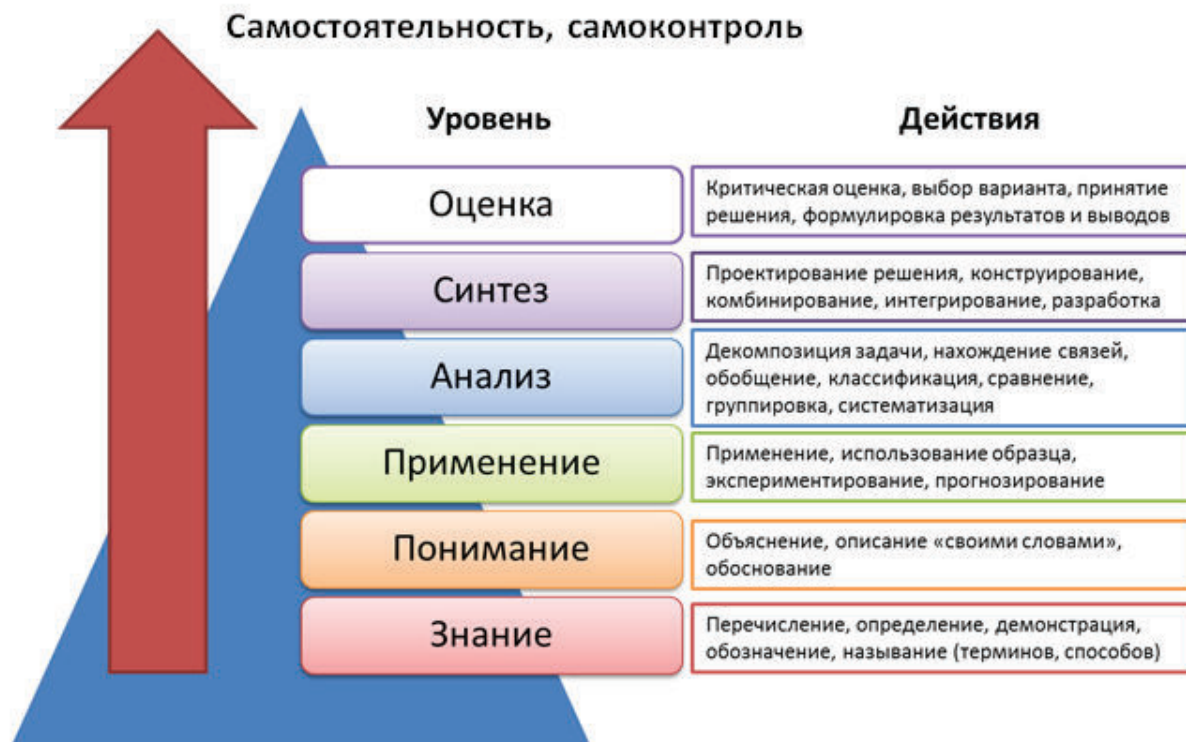 Самостоятельность, самоконтроль
Уровень
Действия
Оценка
Критическая оценка, выбор варианта, принятие
решения, формулировка результатов и выводов
Синтез
Проектирование решения, конструирование,
комбинирование, интегрирование, разработка
Анализ
Декомпозиция задачи, нахождение связей,
обобщение, классификация, сравнение,
группировка, систематизация
Применение
Применение, использование образца,
экспериментирование, прогнозирование
Понимание
Объяснение, описание «своими словами»,
обоснование
Знание
Перечисление, определение, демонстрация,
обозначение, называние (терминов, способов)